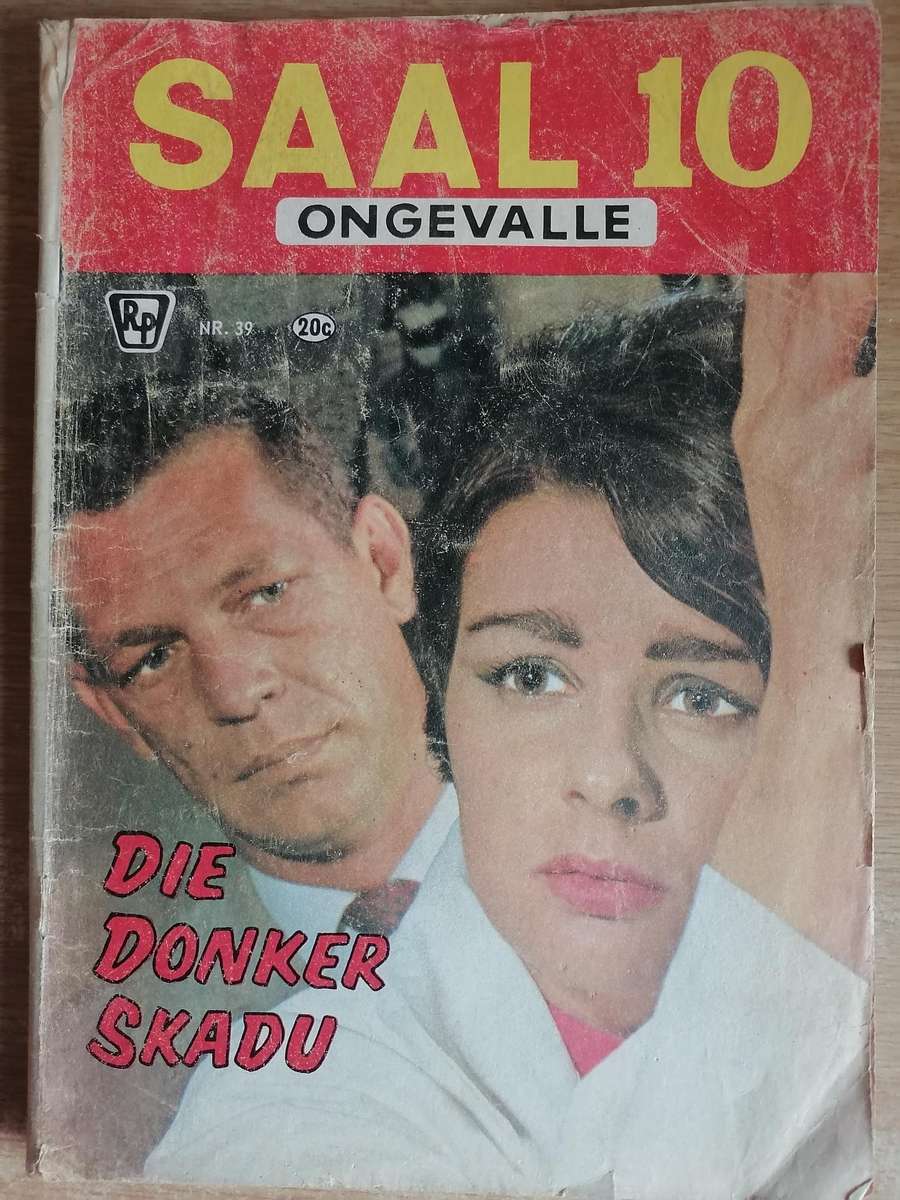 SAAL 10
ONGEVALLE
RP NR. 39 20c
DIE
DONKER
SKADU